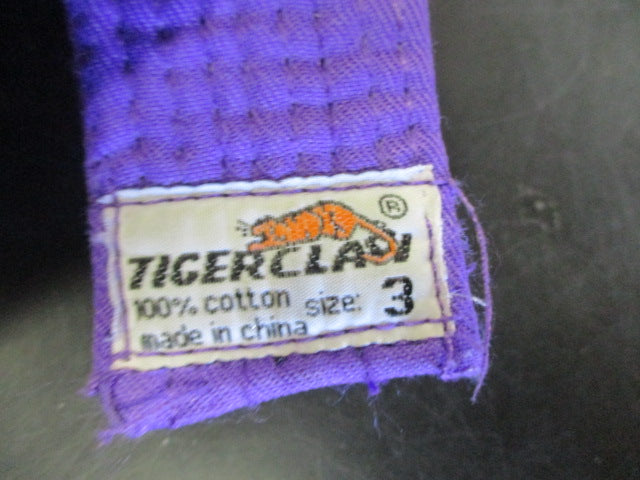 ®
TIGERCLAW
100% cotton size: 3
made in china